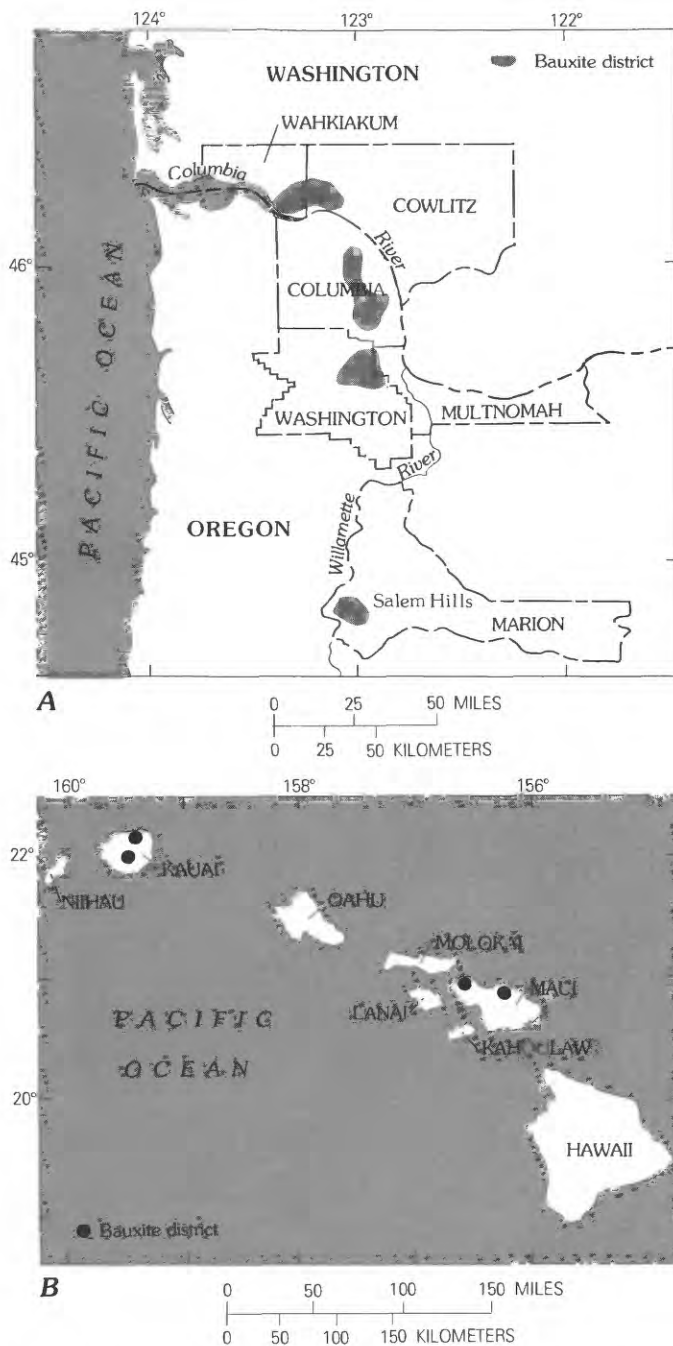 124° 123° 122°
WASHINGTON
Bauxite district
WAHKIAKUM
Columbia
COWLITZ
River
46°
COLUMBIA
PACIFIC OCEAN
WASHINGTON
MULTNOMAH
River
OREGON
Willamette
45°
Salem Hills
MARION
A
0 25 50 MILES
0 25 50 KILOMETERS
160° 158° 156°
22°
KAUAI
NIIHAU
OAHU
MOLOKAI
MAUI
LANAI
PACIFIC
OCEAN
KAHOOLAWE
20°
HAWAII
Bauxite district
B
0 50 100 150 MILES
0 50 100 150 KILOMETERS